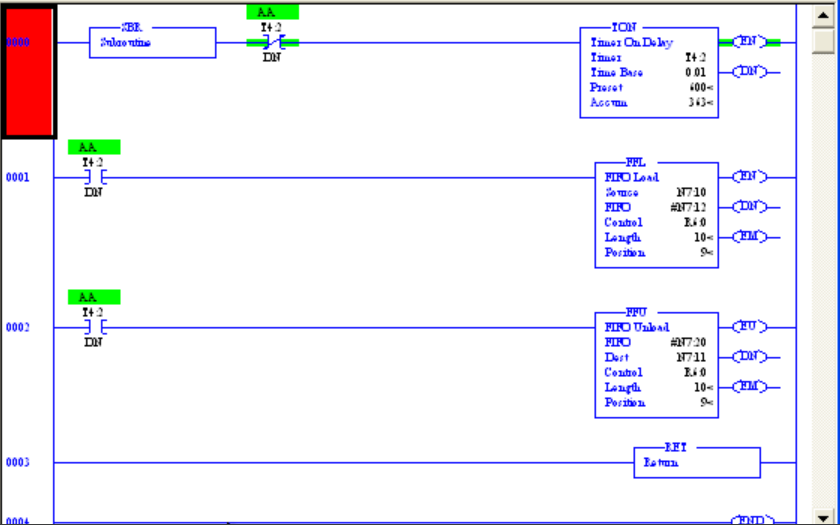 AA
SBR
T4:2
TON
0000
Subroutine
Timer On Delay
EN
DN
Timer T4:2
Time Base 0.01
DN
Preset 600<
Accum 363<
AA
T4:2
FFL
0001
FIFO Load
EN
DN
Source N7:10
FIFO #N7:12
DN
Control R6:0
Length 10<
EM
Position 9<
AA
T4:2
FFU
0002
FIFO Unload
EU
DN
FIFO #N7:20
Dest N7:11
DN
Control R6:0
Length 10<
EM
Position 9<
RET
0003
Return
0004
END